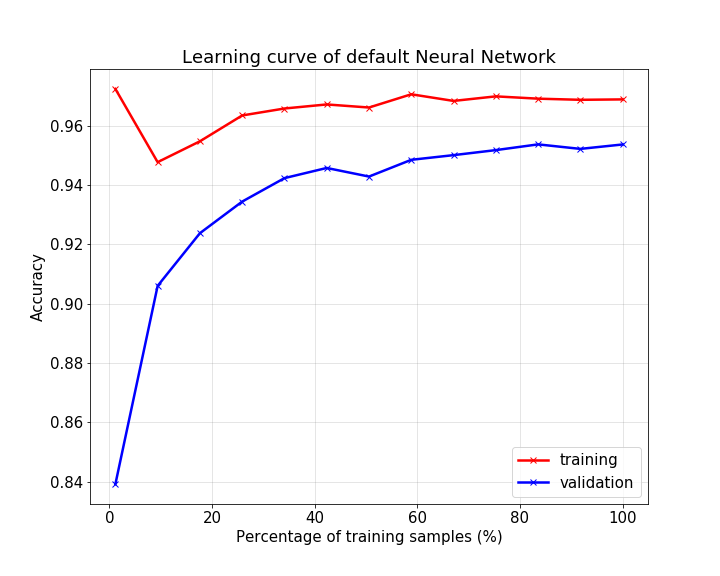 Learning curve of default Neural Network
Accuracy
0.96
0.94
0.92
0.90
0.88
0.86
0.84
0
20
40
60
80
100
Percentage of training samples (%)
training
validation